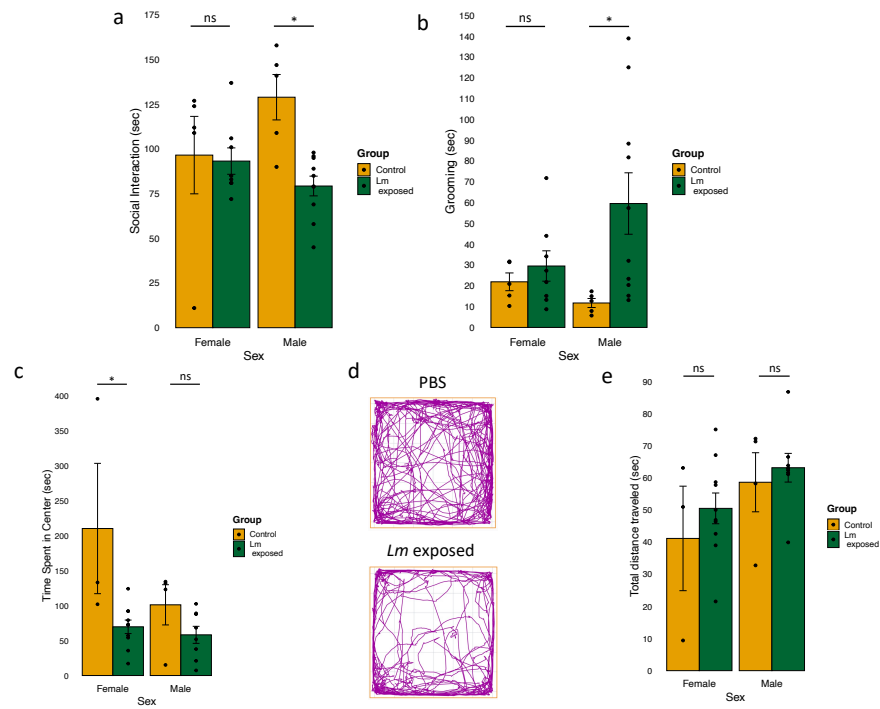 a
ns
*
175
150
125
100
75
50
25
0
Social Interaction (sec)
Female
Male
Sex
Group
Control
Lm
exposed
b
ns
*
150
140
130
120
110
100
90
80
70
60
50
40
30
20
10
0
Grooming (sec)
Female
Male
Sex
Group
Control
Lm
exposed
c
*
ns
400
350
300
250
200
150
100
50
0
Time Spent in Center (sec)
Female
Male
Sex
Group
Control
Lm
exposed
d
PBS
Lm exposed
e
ns
ns
90
80
70
60
50
40
30
20
10
0
Total distance traveled (sec)
Female
Male
Sex
Group
Control
Lm
exposed